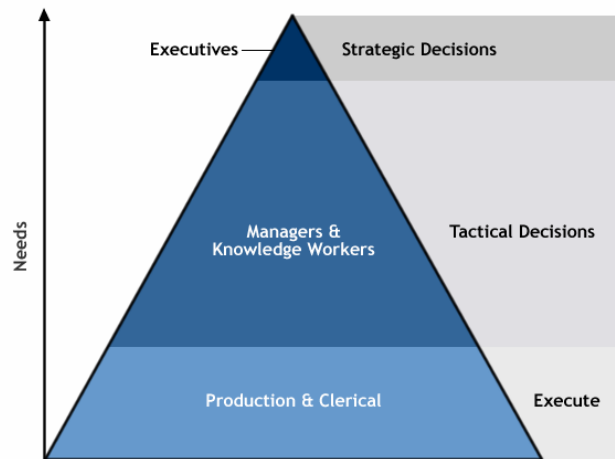 Executives
Strategic Decisions
Needs
Managers &
Knowledge Workers
Tactical Decisions
Production & Clerical
Execute